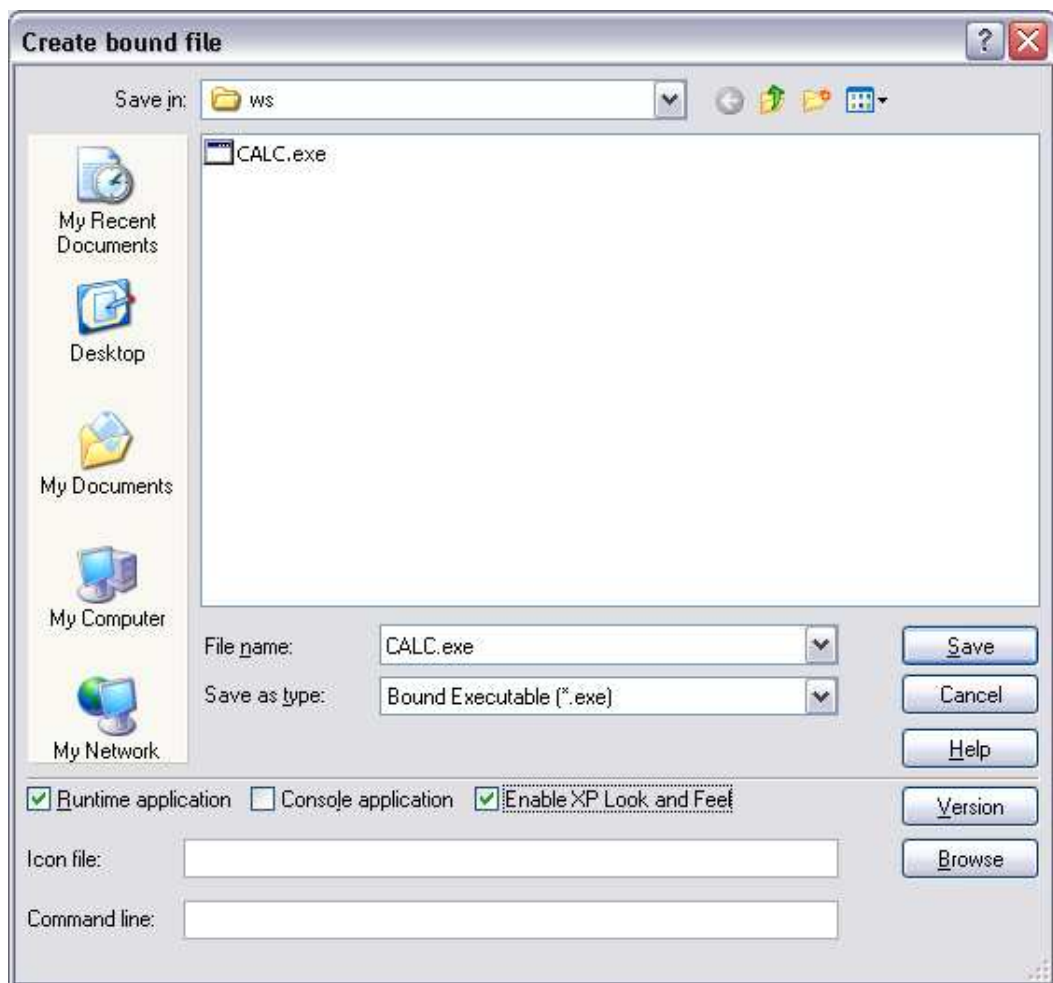 Create bound file
Save in:
ws
CALC.exe
My Recent
Documents
Desktop
My Documents
My Computer
My Network
File name:
CALC.exe
Save
Save as type:
Bound Executable (*.exe)
Cancel
Help
Runtime application
Console application
Enable XP Look and Feel
Version
Icon file:
Browse
Command line: